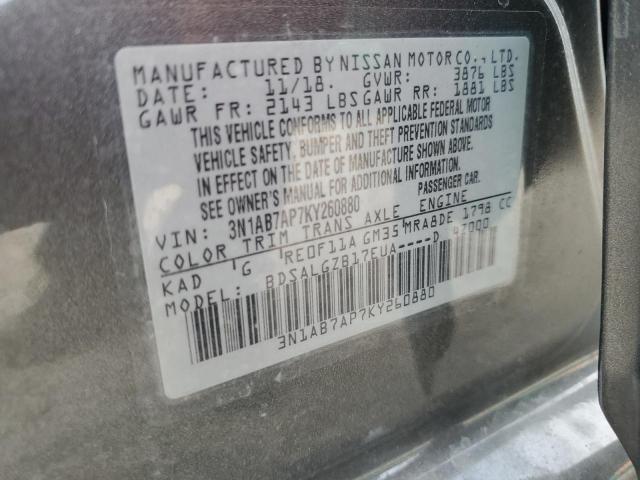 MANUFACTURED BY NISSAN MOTOR CO., LTD.
DATE: 11/18. GVWR: 3876 LBS
GAWR FR: 2143 LBS GAWR RR: 1881 LBS
THIS VEHICLE CONFORMS TO ALL APPLICABLE FEDERAL MOTOR
VEHICLE SAFETY, BUMPER AND THEFT PREVENTION STANDARDS
IN EFFECT ON THE DATE OF MANUFACTURE SHOWN ABOVE.
SEE OWNER'S MANUAL FOR FURTHER INFORMATION.
VIN: 3N1AB7AP7KY260880 PASSENGER CAR.
COLOR TRIM TRANS AXLE ENGINE
KAD G RE0F11A GM35 MRA8DE 1798 CC
MODEL: BDSALGZB17EUA----D 47000
3N1AB7AP7KY260880